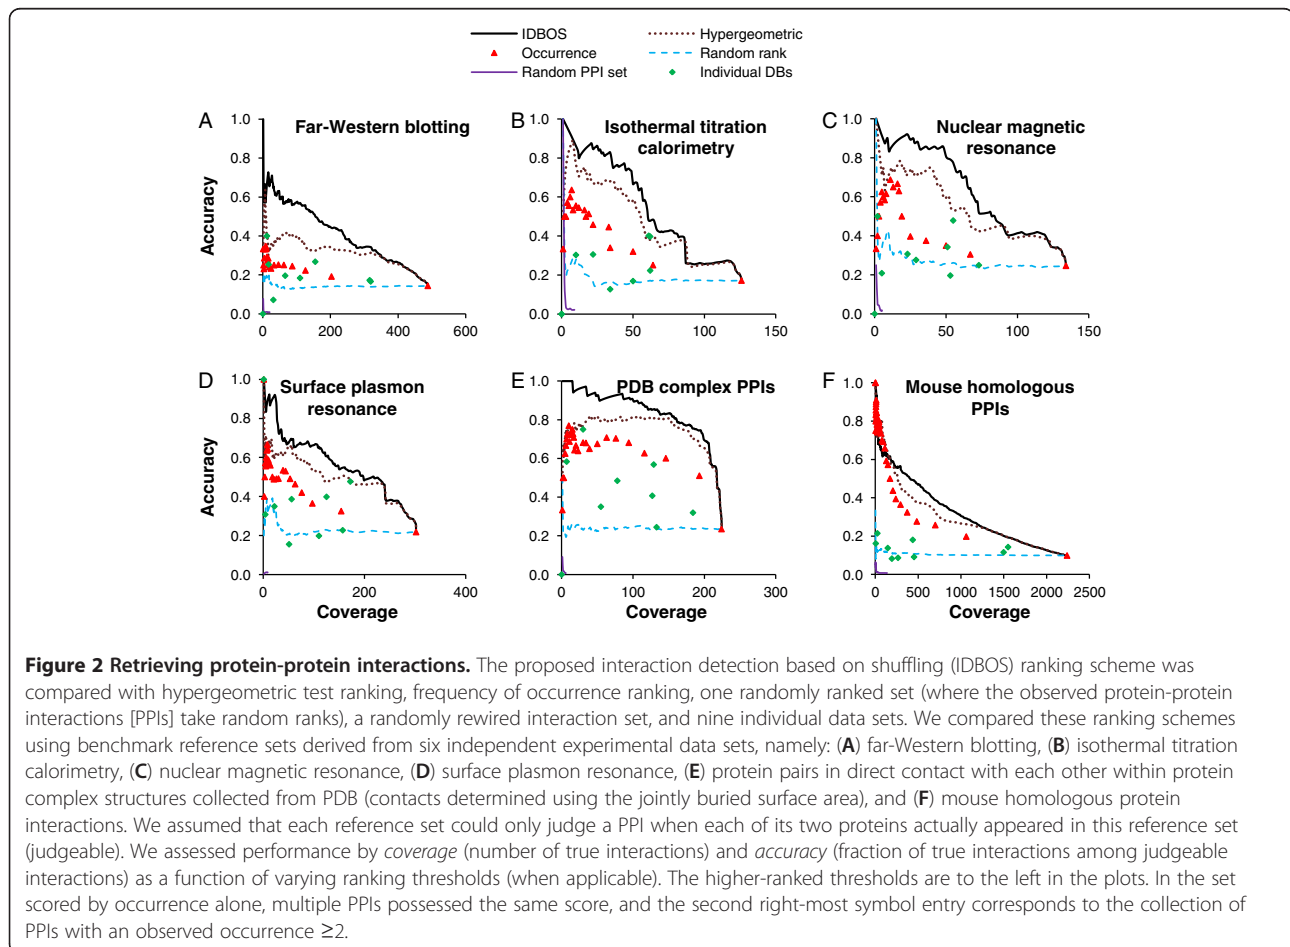 IDBOS
Hypergeometric
Occurrence
Random rank
Random PPI set
Individual DBs
A
Far-Western blotting
Accuracy
1.0
0.8
0.6
0.4
0.2
0.0
0
200
400
600
B
Isothermal titration
calorimetry
1.0
0.8
0.6
0.4
0.2
0.0
0
50
100
150
C
Nuclear magnetic
resonance
1.0
0.8
0.6
0.4
0.2
0.0
0
50
100
150
D
Surface plasmon
resonance
Accuracy
1.0
0.8
0.6
0.4
0.2
0.0
0
200
400
Coverage
E
PDB complex PPIs
1.0
0.8
0.6
0.4
0.2
0.0
0
100
200
300
Coverage
F
Mouse homologous
PPIs
1.0
0.8
0.6
0.4
0.2
0.0
0
500
1000
1500
2000
2500
Coverage
Figure 2 Retrieving protein-protein interactions. The proposed interaction detection based on shuffling (IDBOS) ranking scheme was
compared with hypergeometric test ranking, frequency of occurrence ranking, one randomly ranked set (where the observed protein-protein
interactions [PPIs] take random ranks), a randomly rewired interaction set, and nine individual data sets. We compared these ranking schemes
using benchmark reference sets derived from six independent experimental data sets, namely: (A) far-Western blotting, (B) isothermal titration
calorimetry, (C) nuclear magnetic resonance, (D) surface plasmon resonance, (E) protein pairs in direct contact with each other within protein
complex structures collected from PDB (contacts determined using the jointly buried surface area), and (F) mouse homologous protein
interactions. We assumed that each reference set could only judge a PPI when each of its two proteins actually appeared in this reference set
(judgeable). We assessed performance by coverage (number of true interactions) and accuracy (fraction of true interactions among judgeable
interactions) as a function of varying ranking thresholds (when applicable). The higher-ranked thresholds are to the left in the plots. In the set
scored by occurrence alone, multiple PPIs possessed the same score, and the second right-most symbol entry corresponds to the collection of
PPIs with an observed occurrence ≥2.